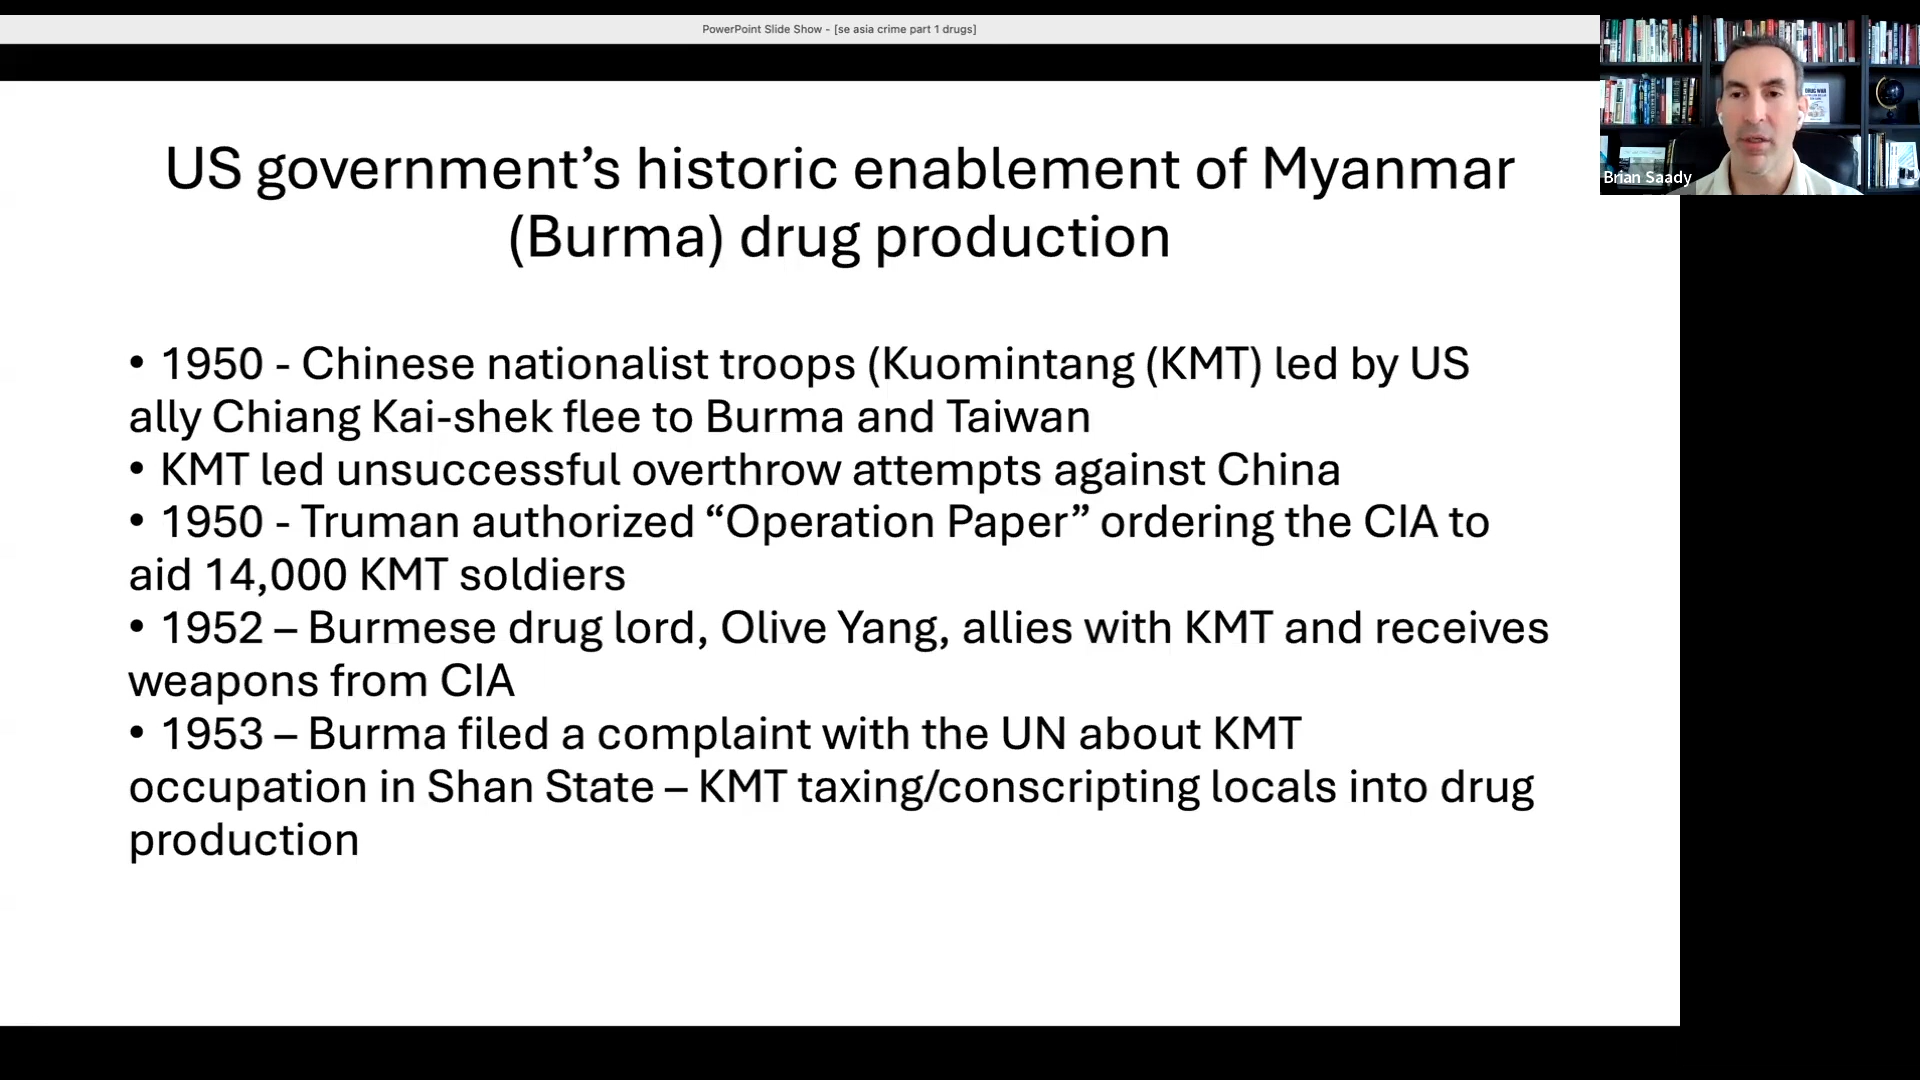 PowerPoint Slide Show - [se asia crime part 1 drugs]
US government’s historic enablement of Myanmar
(Burma) drug production
• 1950 - Chinese nationalist troops (Kuomintang (KMT) led by US
ally Chiang Kai-shek flee to Burma and Taiwan
• KMT led unsuccessful overthrow attempts against China
• 1950 - Truman authorized “Operation Paper” ordering the CIA to
aid 14,000 KMT soldiers
• 1952 – Burmese drug lord, Olive Yang, allies with KMT and receives
weapons from CIA
• 1953 – Burma filed a complaint with the UN about KMT
occupation in Shan State – KMT taxing/conscripting locals into drug
production
DRUG WAR
Brian Saady